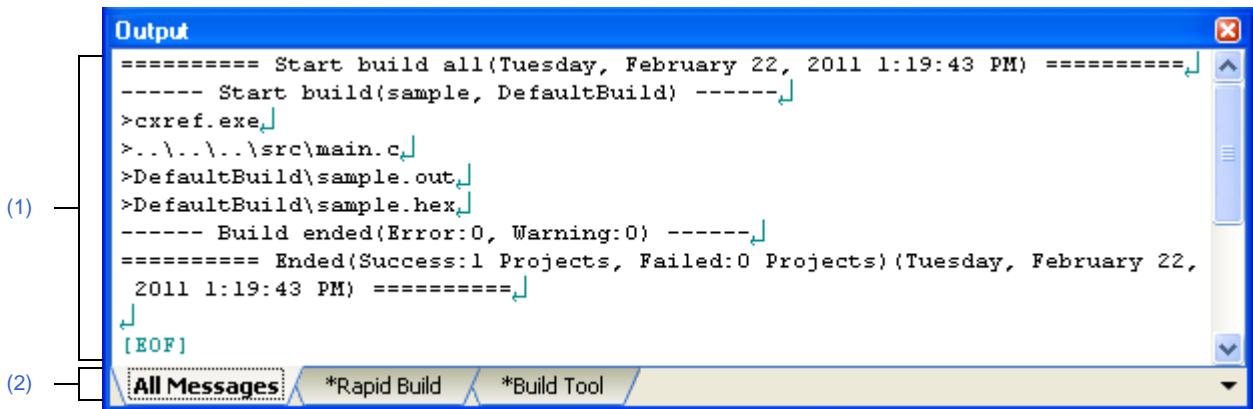 Output
========== Start build all(Tuesday, February 22, 2011 1:19:43 PM) ==========
------ Start build(sample, DefaultBuild) ------
>cxref.exe
>..\..\..\src\main.c
>DefaultBuild\sample.out
>DefaultBuild\sample.hex
(1)
------ Build ended(Error:0, Warning:0) ------
========== Ended(Success:1 Projects, Failed:0 Projects)(Tuesday, February 22,
2011 1:19:43 PM) ==========
[EOF]
(2)
All Messages *Rapid Build *Build Tool